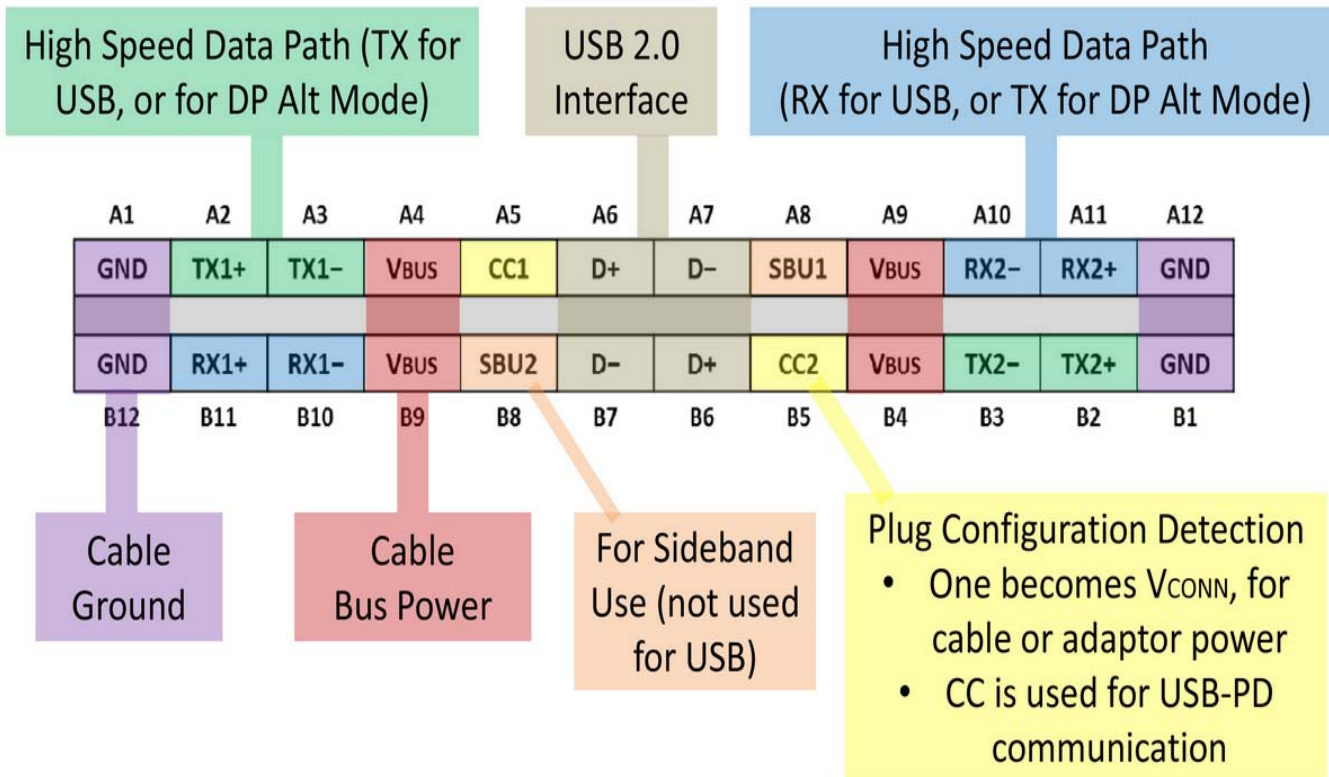 High Speed Data Path (TX for
USB, or for DP Alt Mode)
USB 2.0
Interface
High Speed Data Path
(RX for USB, or TX for DP Alt Mode)
A1 A2 A3 A4 A5 A6 A7 A8 A9 A10 A11 A12
GND TX1+ TX1− VBUS CC1 D+ D− SBU1 VBUS RX2− RX2+ GND
GND RX1+ RX1− VBUS SBU2 D− D+ CC2 VBUS TX2− TX2+ GND
B12 B11 B10 B9 B8 B7 B6 B5 B4 B3 B2 B1
Cable
Ground
Cable
Bus Power
For Sideband
Use (not used
for USB)
Plug Configuration Detection
• One becomes VCONN, for
cable or adaptor power
• CC is used for USB-PD
communication